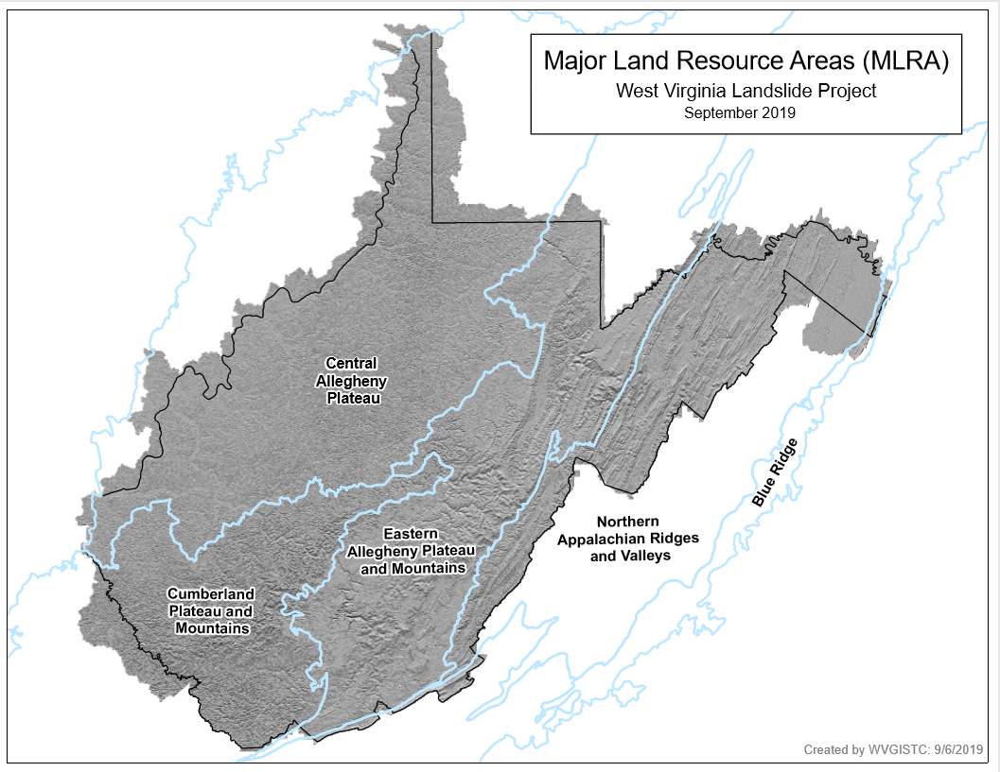 Major Land Resource Areas (MLRA)
West Virginia Landslide Project
September 2019
Central
Allegheny
Plateau
Blue Ridge
Northern
Appalachian Ridges
and Valleys
Eastern
Allegheny Plateau
and Mountains
Cumberland
Plateau and
Mountains
Created by WVGISTC: 9/6/2019